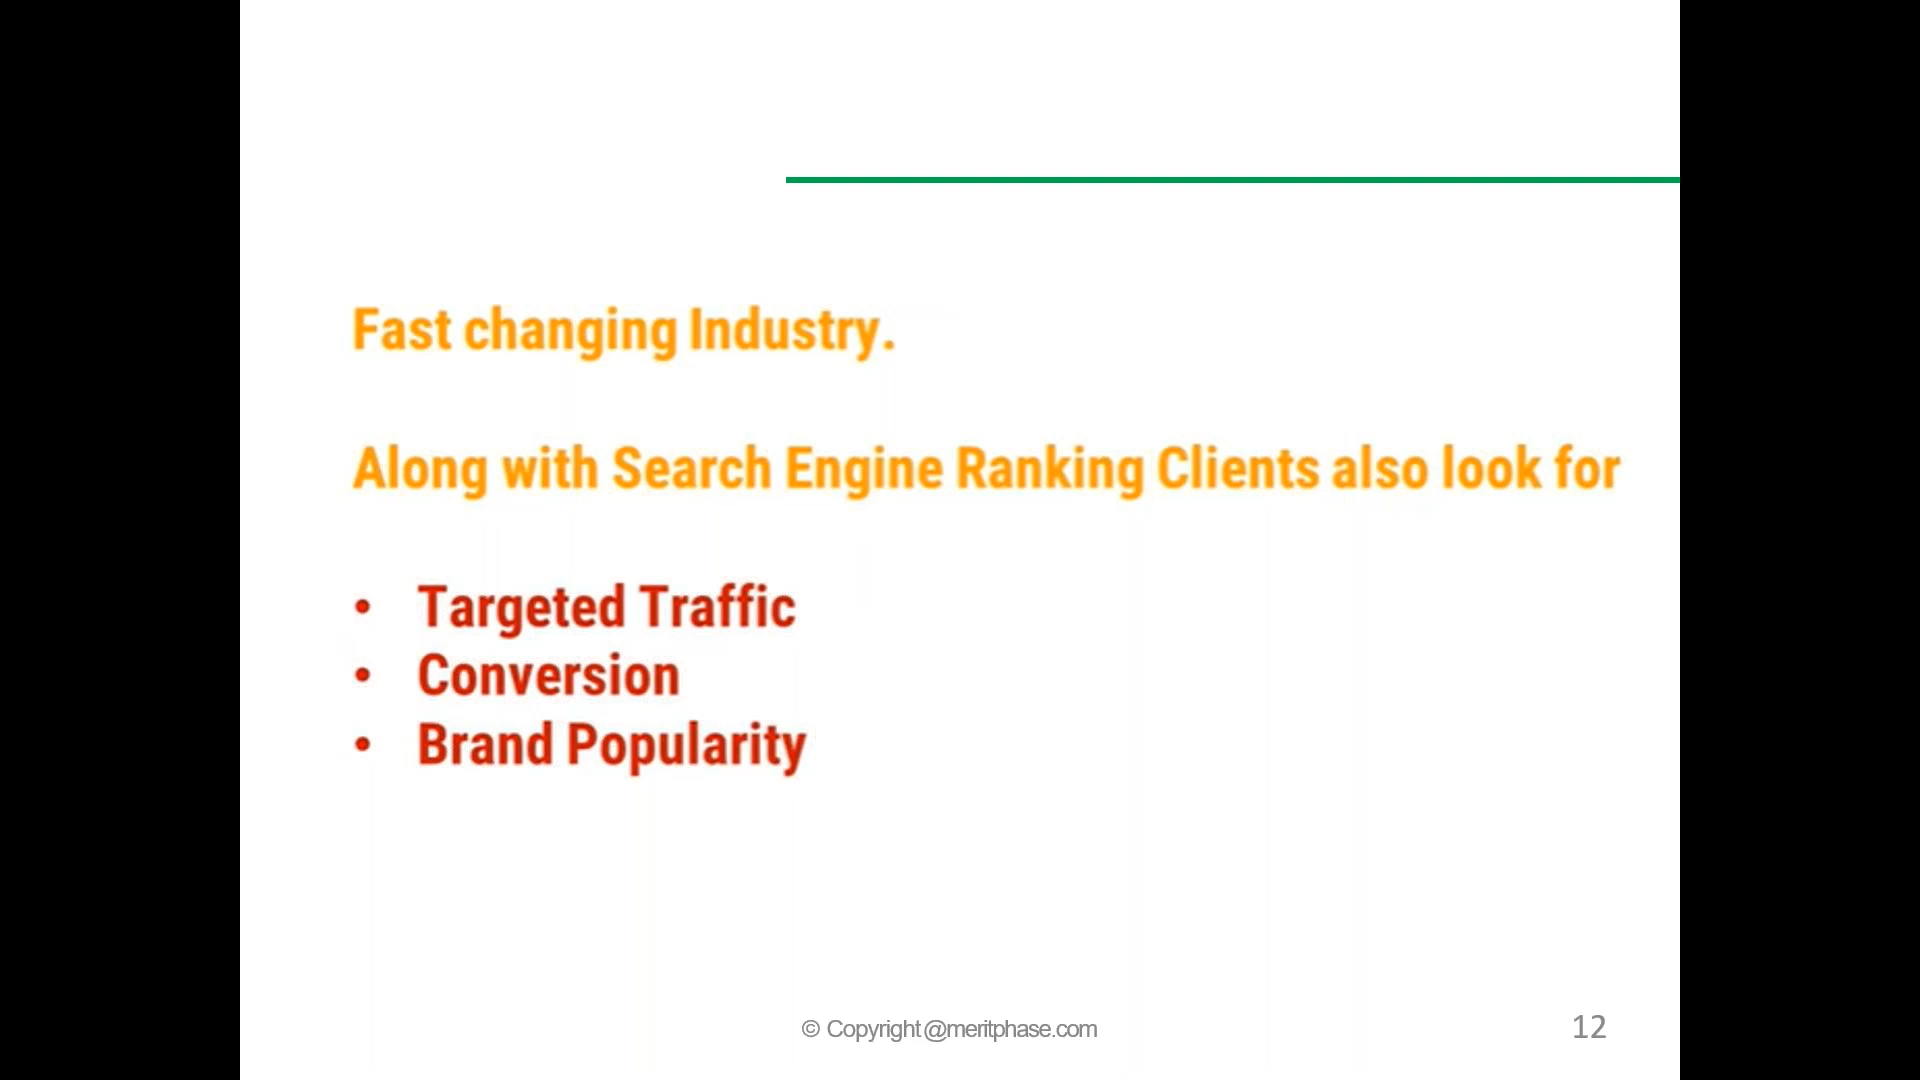 Fast changing Industry.
Along with Search Engine Ranking Clients also look for
• Targeted Traffic
• Conversion
• Brand Popularity
© Copyright@meritphase.com
12